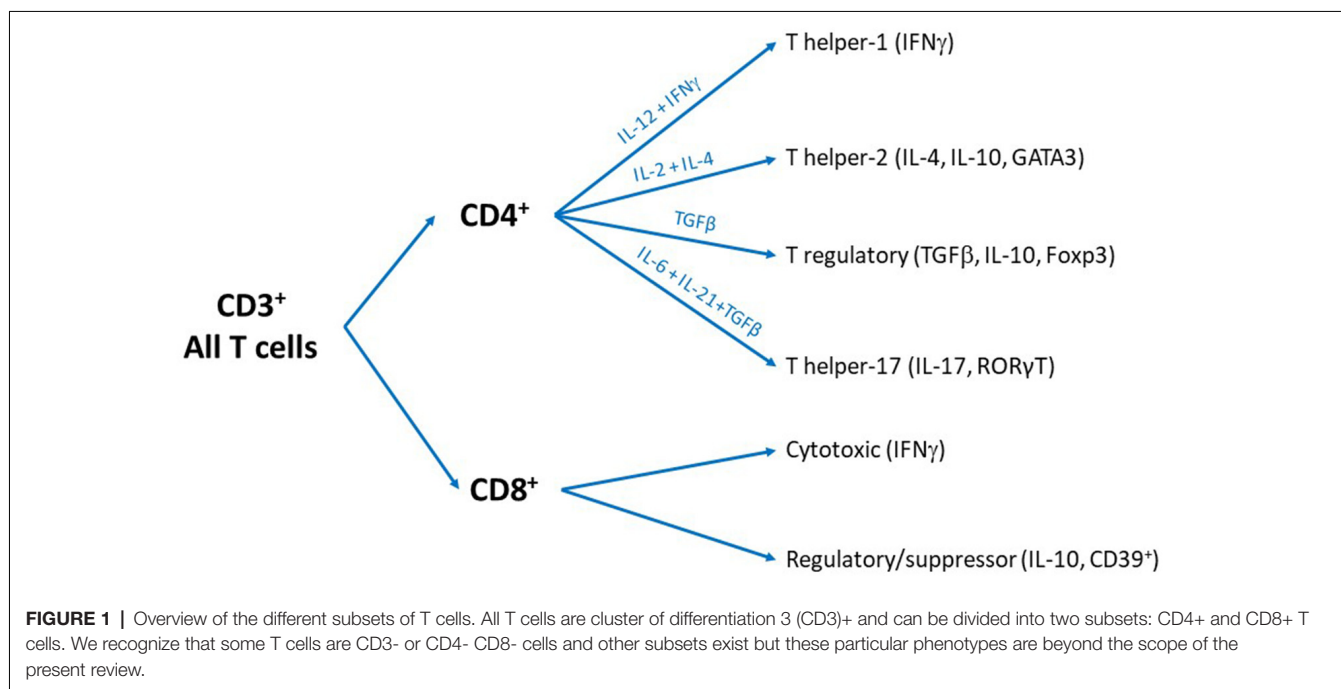 T helper-1 (IFNγ)
IL-12 + IFNγ
T helper-2 (IL-4, IL-10, GATA3)
IL-2 + IL-4
CD4⁺
TGFβ
T regulatory (TGFβ, IL-10, Foxp3)
IL-6 + IL-21+TGFβ
CD3⁺
All T cells
T helper-17 (IL-17, RORγT)
Cytotoxic (IFNγ)
CD8⁺
Regulatory/suppressor (IL-10, CD39⁺)
FIGURE 1 | Overview of the different subsets of T cells. All T cells are cluster of differentiation 3 (CD3)+ and can be divided into two subsets: CD4+ and CD8+ T
cells. We recognize that some T cells are CD3- or CD4- CD8- cells and other subsets exist but these particular phenotypes are beyond the scope of the
present review.